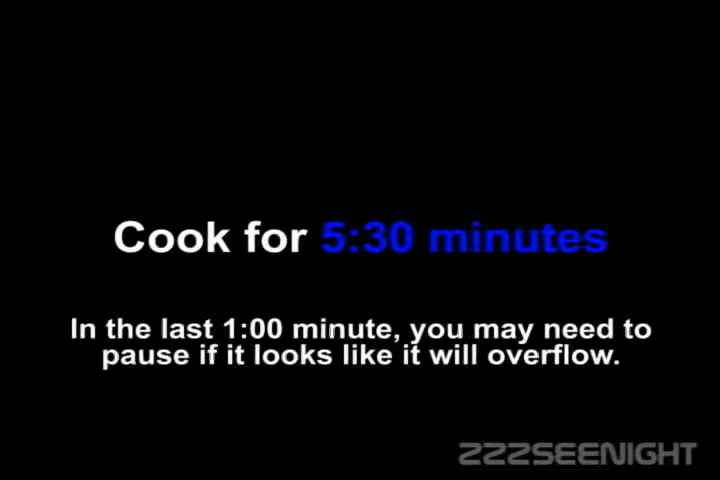 Cook for 5:30 minutes
In the last 1:00 minute, you may need to
pause if it looks like it will overflow.
ZZZSEENIGHT